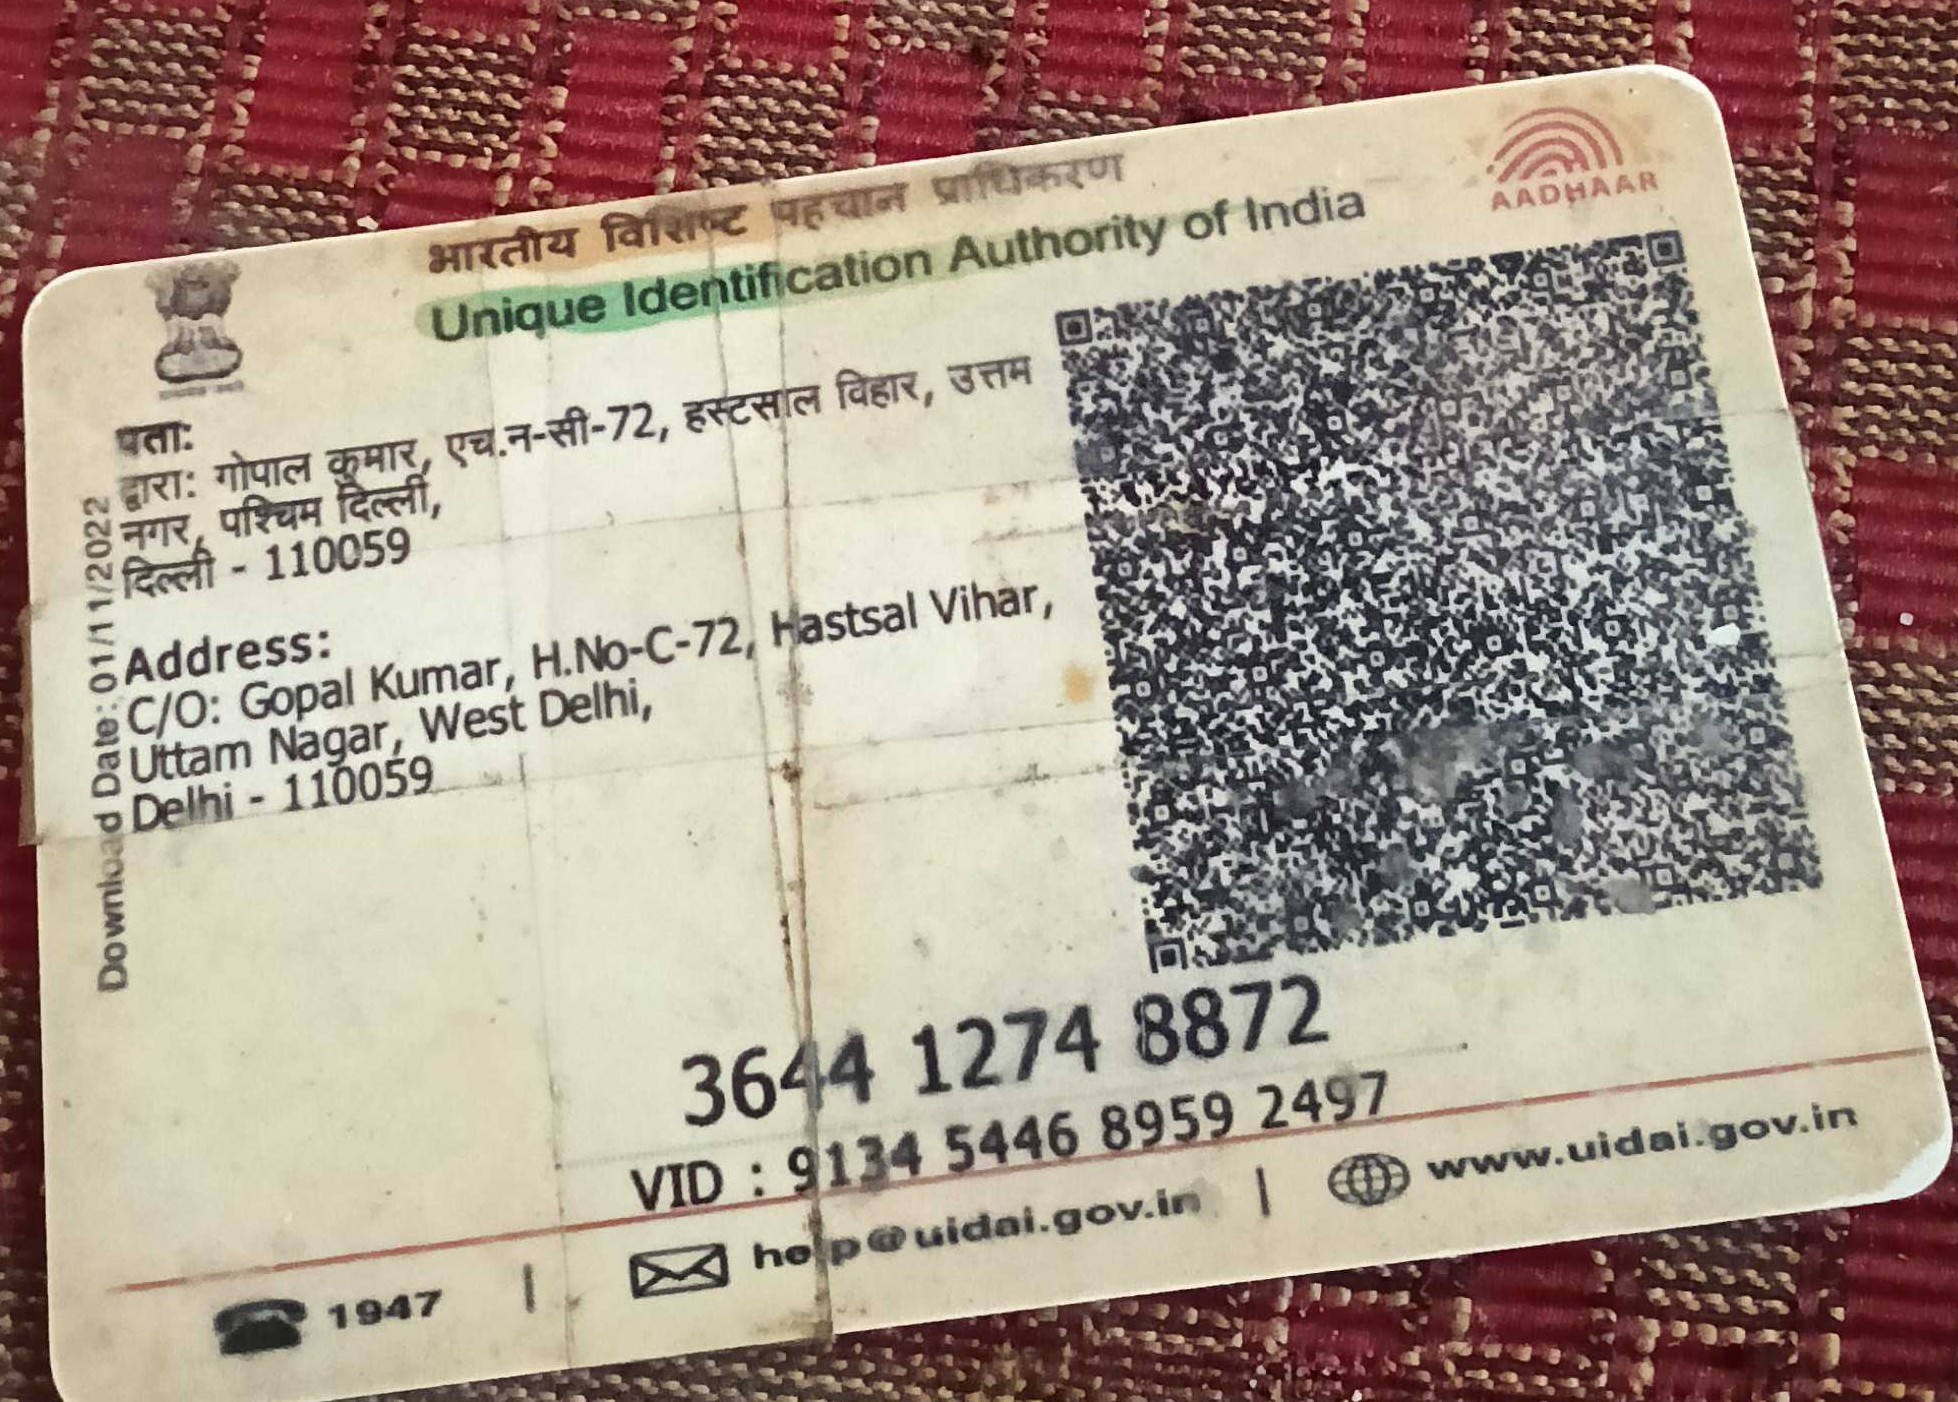 भारतीय विशिष्ट पहचान प्राधिकरण
Unique Identification Authority of India
AADHAAR
पता:
द्वारा: गोपाल कुमार, एच.न-सी-72, हस्टसाल विहार, उत्तम
नगर, पश्चिम दिल्ली,
दिल्ली - 110059
Address:
C/O: Gopal Kumar, H.No-C-72, Hastsal Vihar,
Uttam Nagar, West Delhi,
Delhi - 110059
Download Date: 01/11/2022
3644 1274 8872
VID : 9134 5446 8959 2497
1947 | help@uidai.gov.in | www.uidai.gov.in